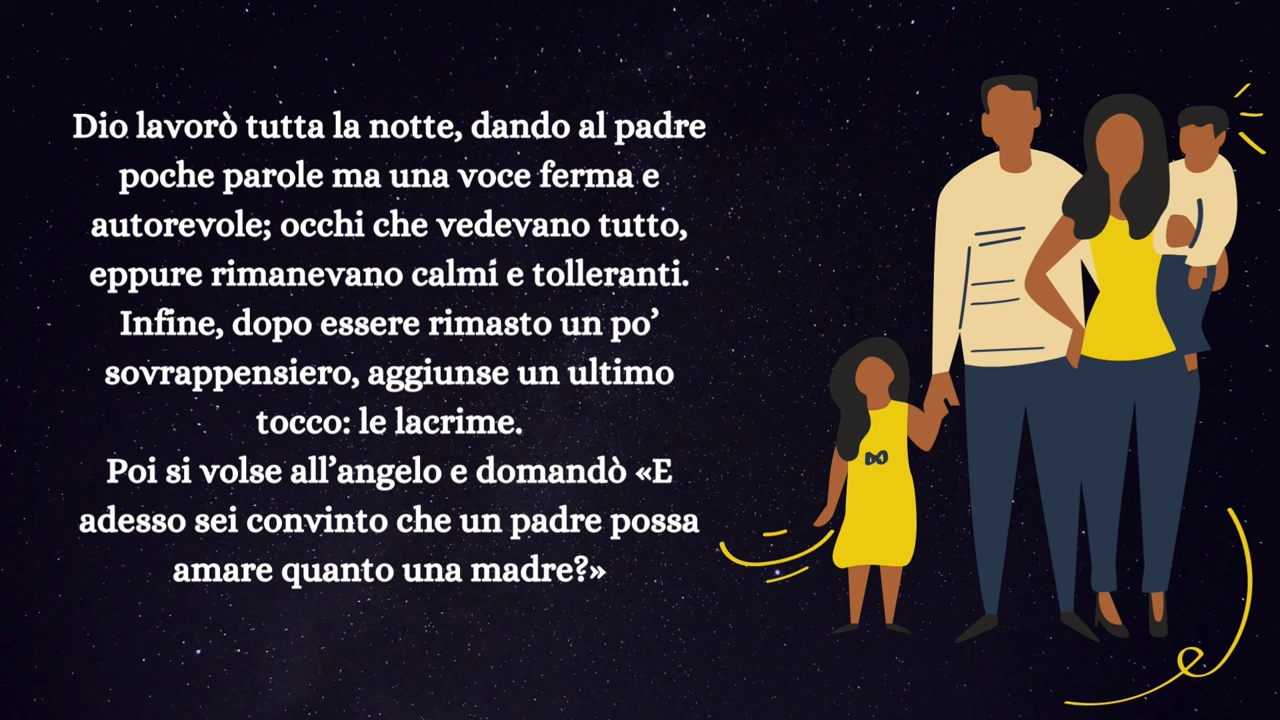 Dio lavorò tutta la notte, dando al padre
poche parole ma una voce ferma e
autorevole; occhi che vedevano tutto,
eppure rimanevano calmi e tolleranti.
Infine, dopo essere rimasto un po’
sovrappensiero, aggiunse un ultimo
tocco: le lacrime.
Poi si volse all’angelo e domandò «E
adesso sei convinto che un padre possa
amare quanto una madre?»